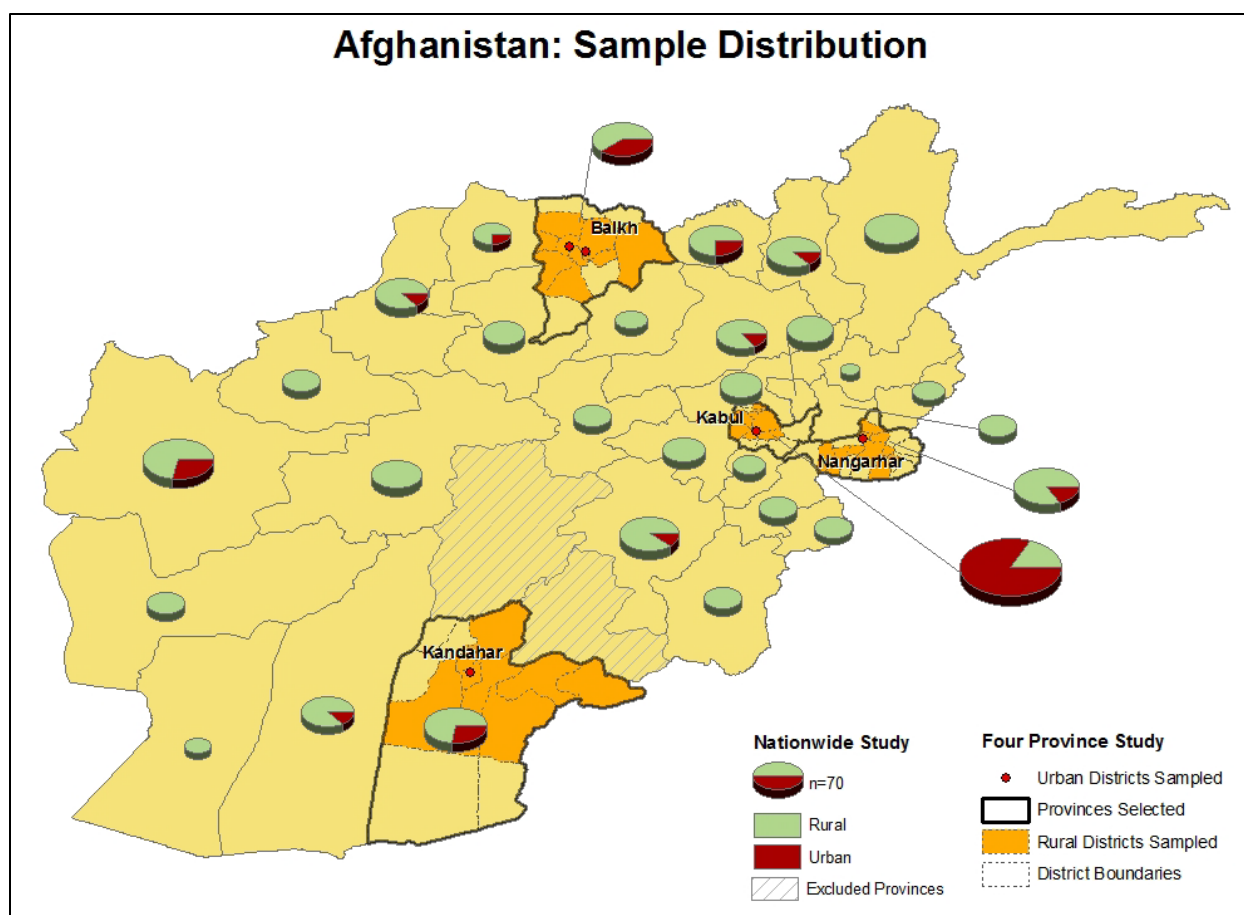 Afghanistan: Sample Distribution
Balkh
Kabul
Nangarhar
Kandahar
Nationwide Study
n=70
Rural
Urban
Excluded Provinces
Four Province Study
Urban Districts Sampled
Provinces Selected
Rural Districts Sampled
District Boundaries